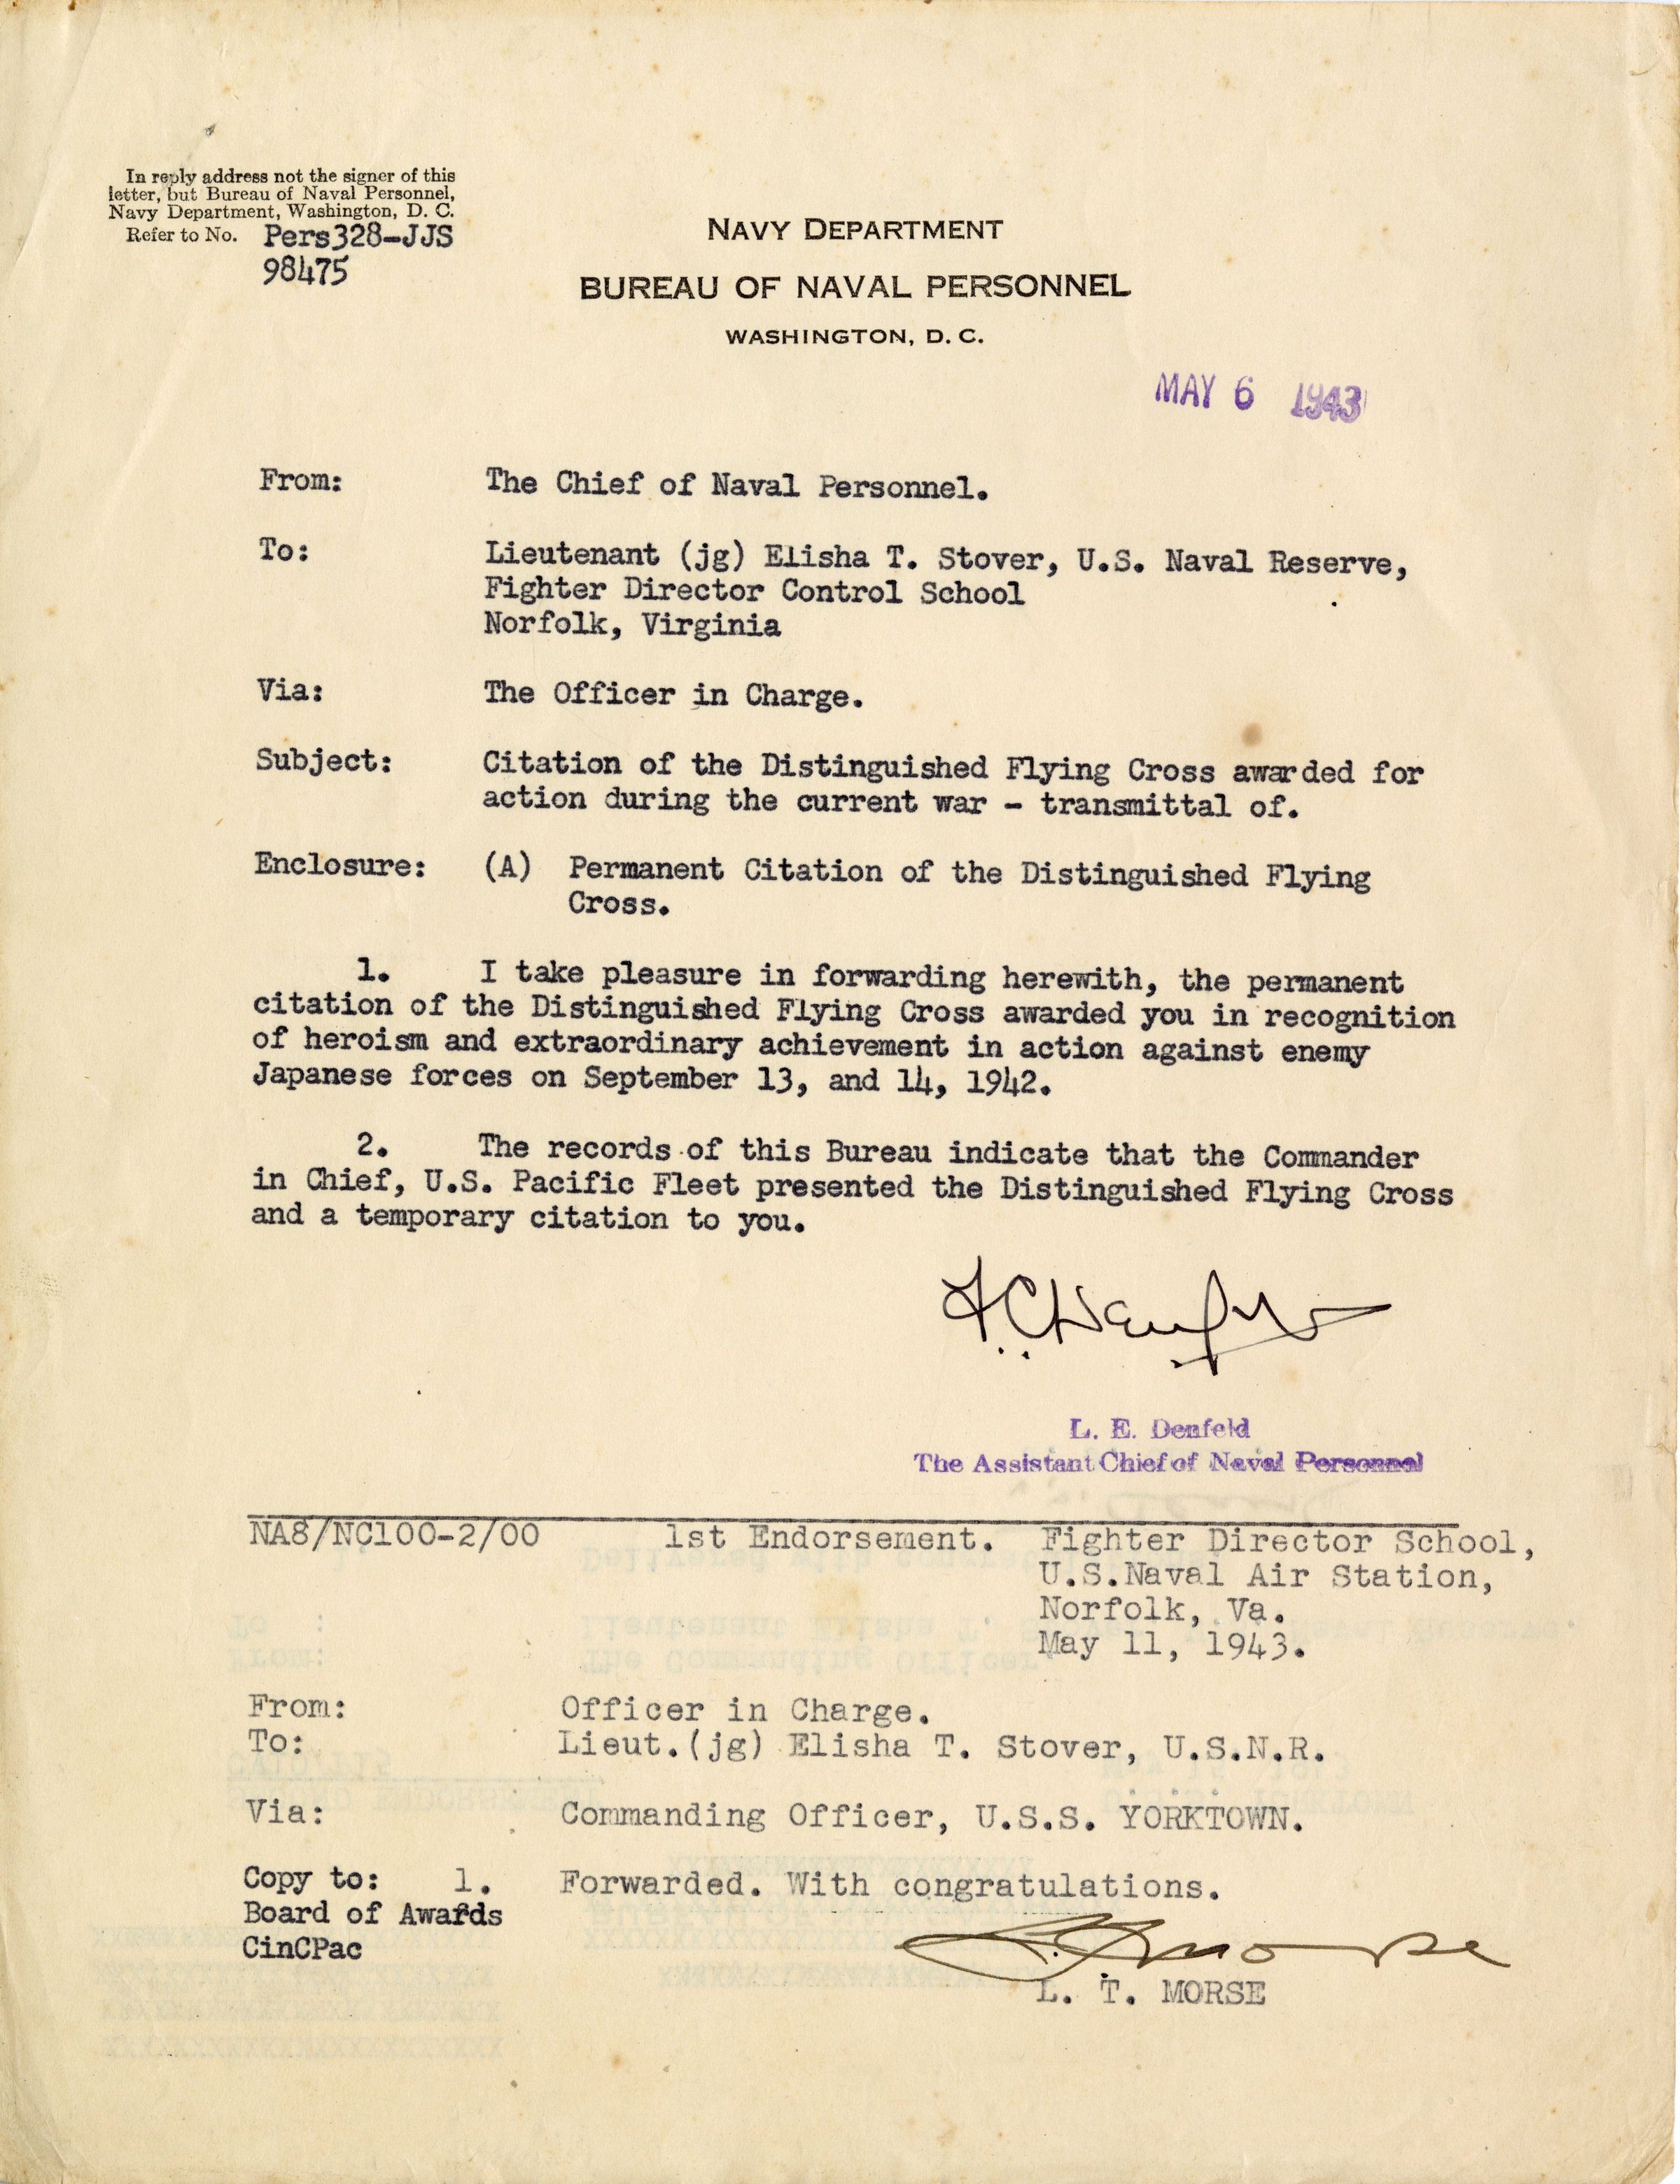 In reply address not the signer of this
letter, but Bureau of Naval Personnel,
Navy Department, Washington, D. C.
Refer to No. Pers328-JJS
98475
NAVY DEPARTMENT
BUREAU OF NAVAL PERSONNEL
WASHINGTON, D. C.
MAY 6 1943
From: The Chief of Naval Personnel.
To: Lieutenant (jg) Elisha T. Stover, U.S. Naval Reserve,
Fighter Director Control School
Norfolk, Virginia
Via: The Officer in Charge.
Subject: Citation of the Distinguished Flying Cross awarded for
action during the current war - transmittal of.
Enclosure: (A) Permanent Citation of the Distinguished Flying
Cross.
1. I take pleasure in forwarding herewith, the permanent
citation of the Distinguished Flying Cross awarded you in recognition
of heroism and extraordinary achievement in action against enemy
Japanese forces on September 13, and 14, 1942.
2. The records of this Bureau indicate that the Commander
in Chief, U.S. Pacific Fleet presented the Distinguished Flying Cross
and a temporary citation to you.
L. E. Denfeld
The Assistant Chief of Naval Personnel
NA8/NC100-2/00 1st Endorsement. Fighter Director School,
U.S.Naval Air Station,
Norfolk, Va.
May 11, 1943.
From: Officer in Charge.
To: Lieut.(jg) Elisha T. Stover, U.S.N.R.
Via: Commanding Officer, U.S.S. YORKTOWN.
Copy to: 1. Forwarded. With congratulations.
Board of Awards
CinCPac
L. T. MORSE